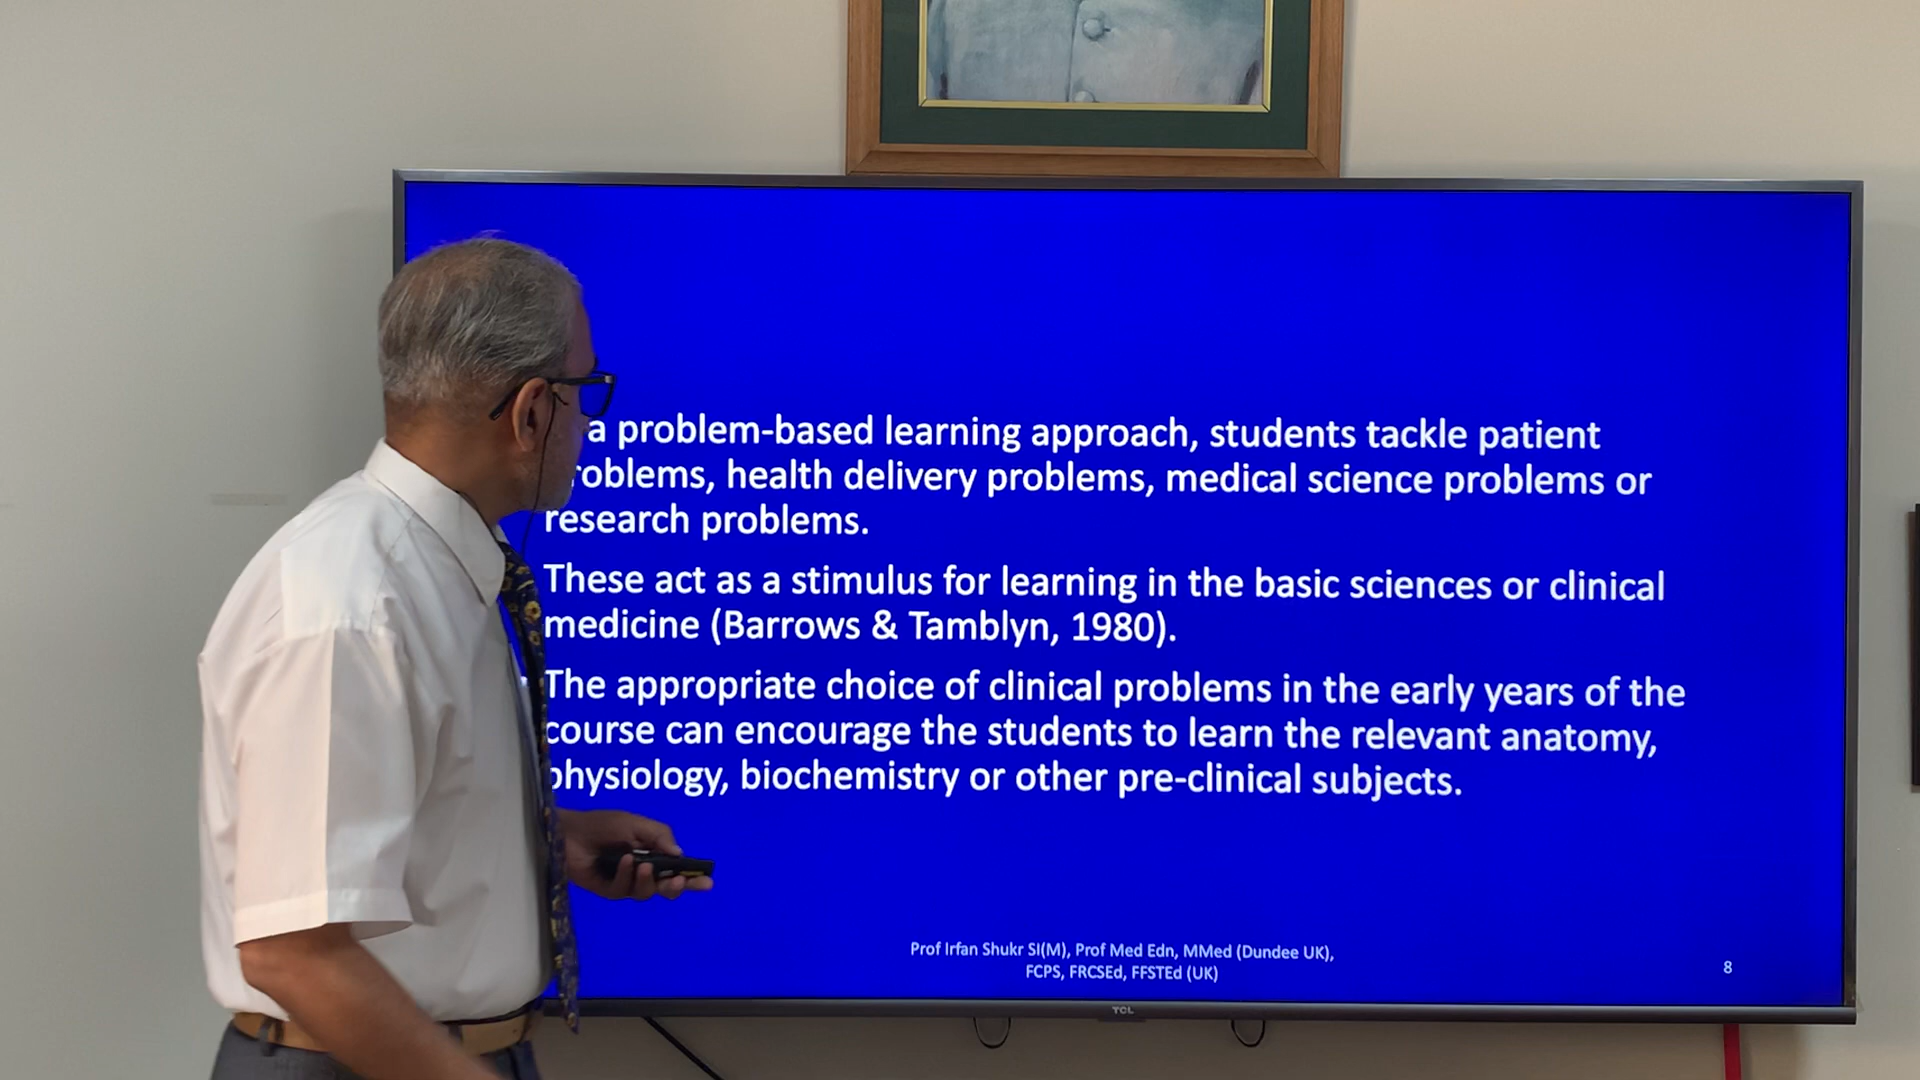 a problem-based learning approach, students tackle patient
roblems, health delivery problems, medical science problems or
research problems.
These act as a stimulus for learning in the basic sciences or clinical
medicine (Barrows & Tamblyn, 1980).
The appropriate choice of clinical problems in the early years of the
course can encourage the students to learn the relevant anatomy,
physiology, biochemistry or other pre-clinical subjects.
Prof Irfan Shukr SI(M), Prof Med Edn, MMed (Dundee UK),
FCPS, FRCSEd, FFSTEd (UK)
8
TCL